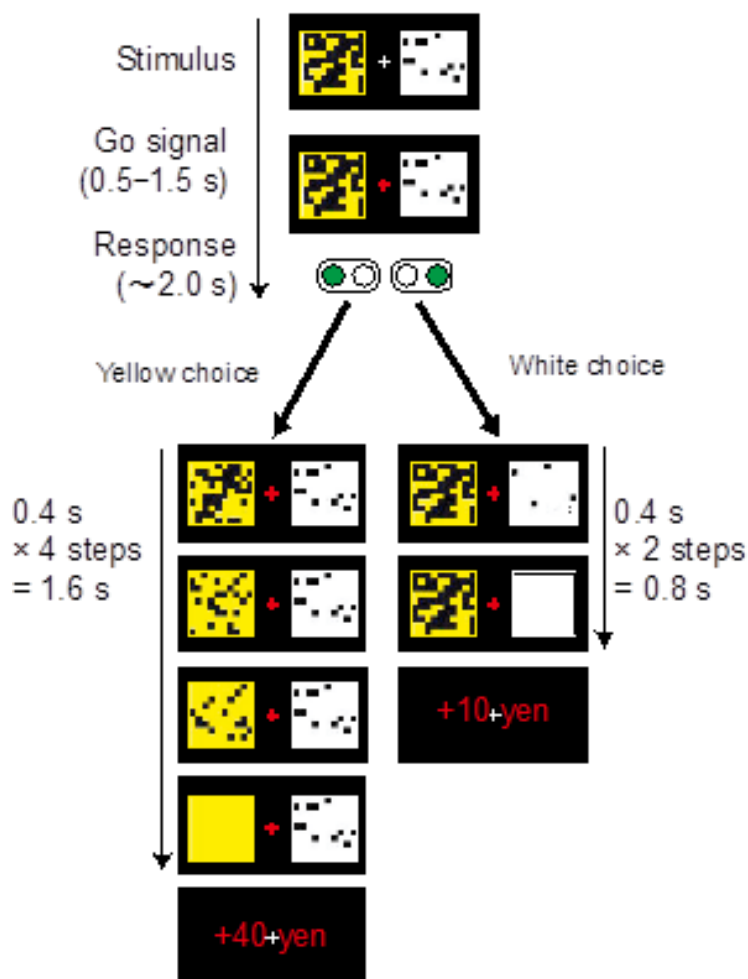 Stimulus
Go signal
(0.5–1.5 s)
Response
(~2.0 s)
Yellow choice
White choice
0.4 s
× 4 steps
= 1.6 s
0.4 s
× 2 steps
= 0.8 s
+10+yen
+40+yen